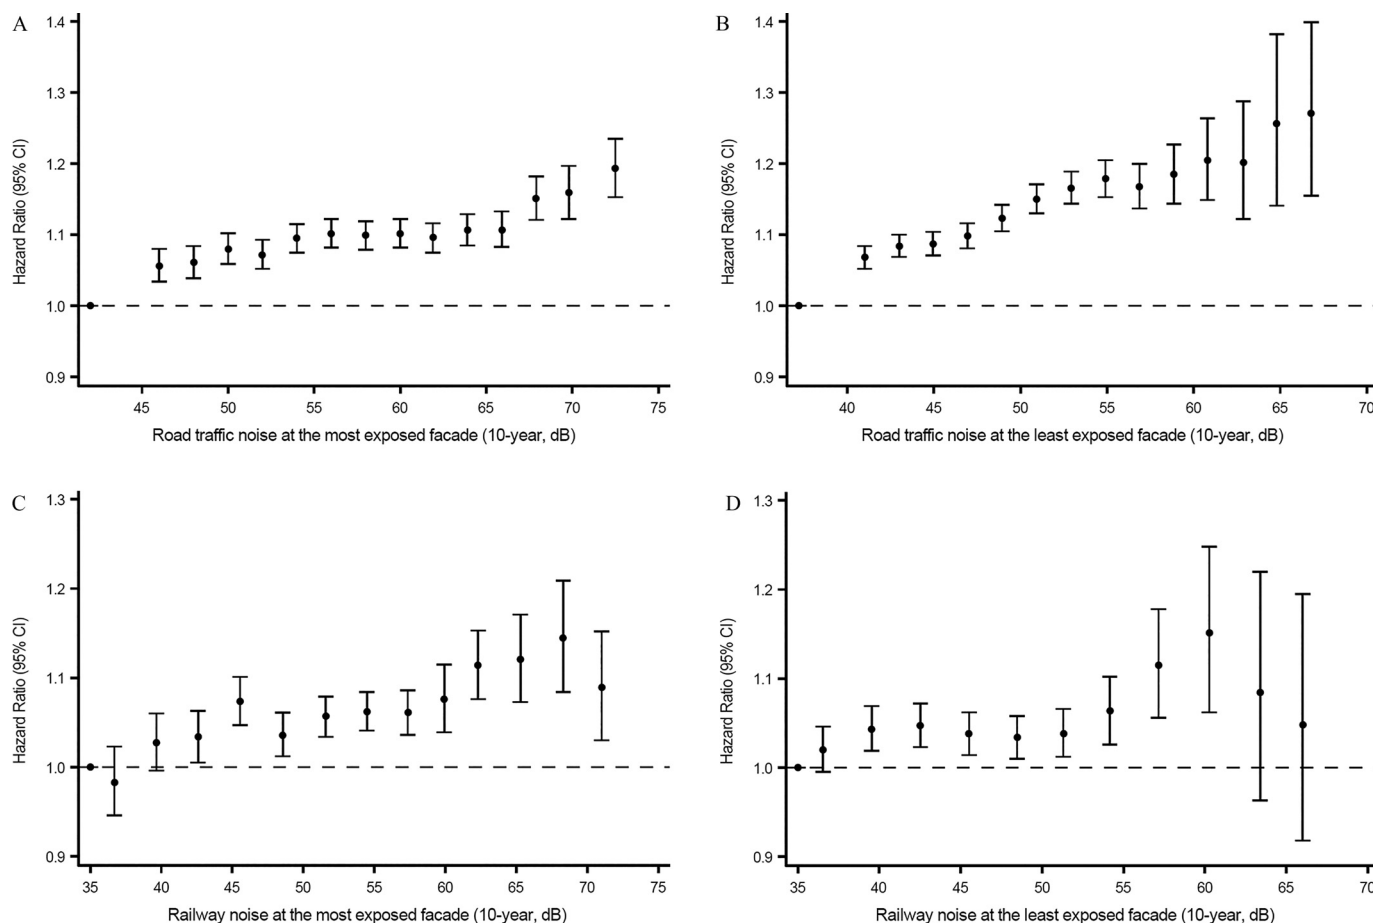 A
1.4
1.3
1.2
1.1
1.0
0.9
Hazard Ratio (95% CI)
45 50 55 60 65 70 75
Road traffic noise at the most exposed facade (10-year, dB)
B
1.4
1.3
1.2
1.1
1.0
0.9
Hazard Ratio (95% CI)
40 45 50 55 60 65 70
Road traffic noise at the least exposed facade (10-year, dB)
C
1.3
1.2
1.1
1.0
0.9
Hazard Ratio (95% CI)
35 40 45 50 55 60 65 70 75
Railway noise at the most exposed facade (10-year, dB)
D
1.3
1.2
1.1
1.0
0.9
Hazard Ratio (95% CI)
35 40 45 50 55 60 65 70
Railway noise at the least exposed facade (10-year, dB)